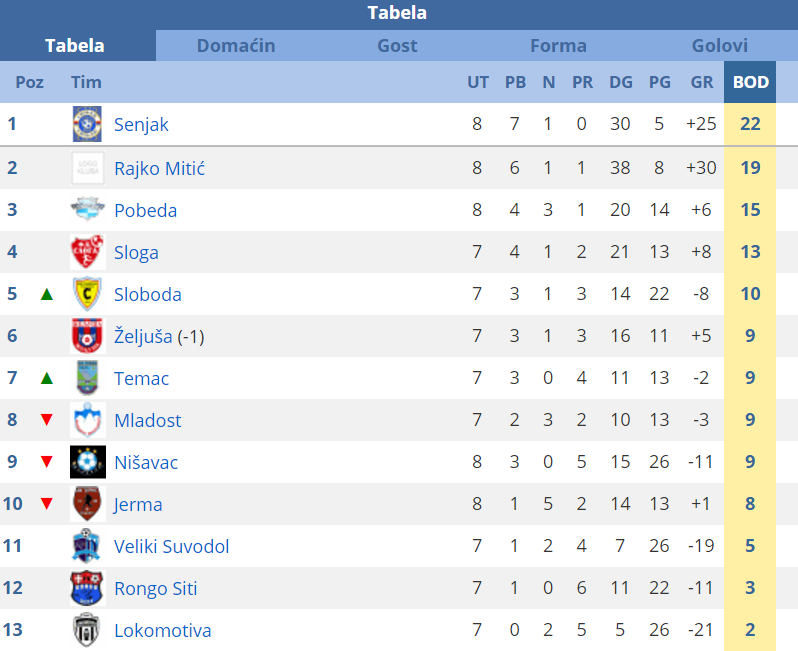 Tabela
Tabela Domaćin Gost Forma Golovi
Poz Tim UT PB N PR DG PG GR BOD
1 Senjak 8 7 1 0 30 5 +25 22
2 LOGO KLUBA Rajko Mitić 8 6 1 1 38 8 +30 19
3 Pobeda 8 4 3 1 20 14 +6 15
4 Sloga 7 4 1 2 21 13 +8 13
5 Sloboda 7 3 1 3 14 22 -8 10
6 Željuša (-1) 7 3 1 3 16 11 +5 9
7 Temac 7 3 0 4 11 13 -2 9
8 Mladost 7 2 3 2 10 13 -3 9
9 Nišavac 8 3 0 5 15 26 -11 9
10 Jerma 8 1 5 2 14 13 +1 8
11 Veliki Suvodol 7 1 2 4 7 26 -19 5
12 Rongo Siti 7 1 0 6 11 22 -11 3
13 Lokomotiva 7 0 2 5 5 26 -21 2